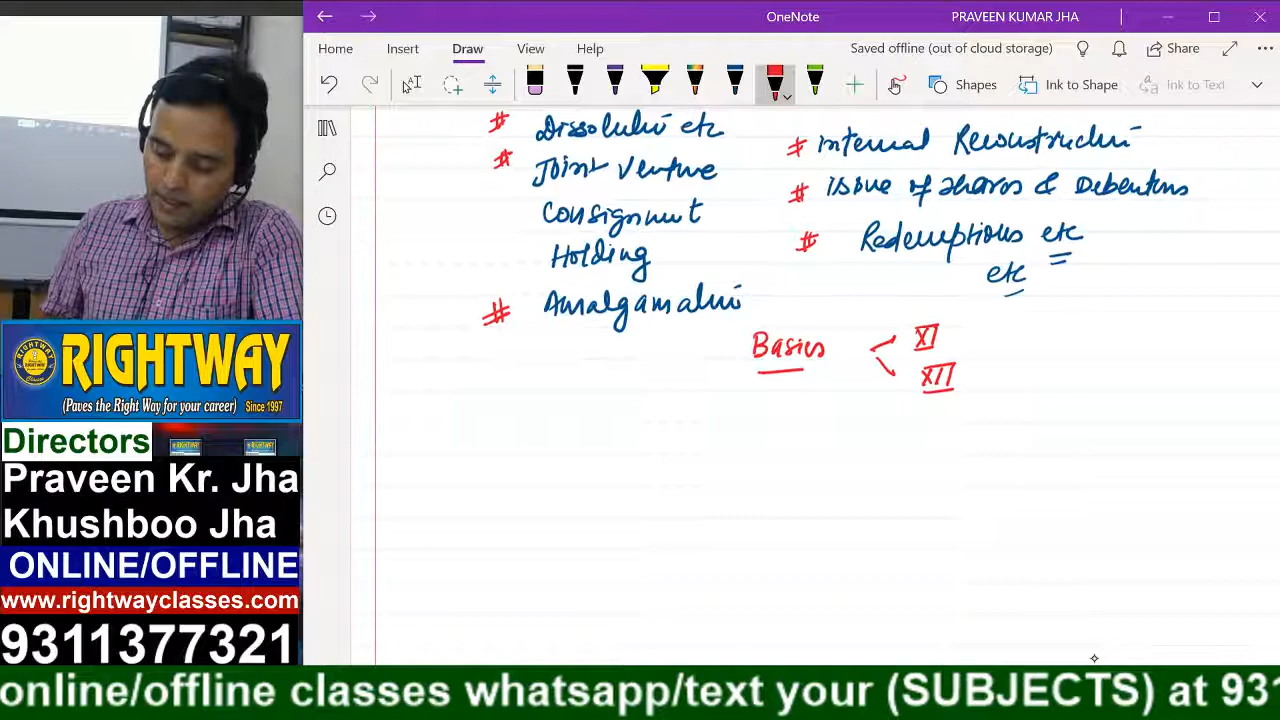 OneNote
PRAVEEN KUMAR JHA
Home
Insert
Draw
View
Help
Saved offline (out of cloud storage)
Share
Shapes
Ink to Shape
Ink to Text
# Dissolution etc
# Joint Venture
Consignment
Holding
# Amalgamation
# internal Reconstruction
# issue of shares & Debentures
# Redemptions etc
etc
Basics
XI
XII
RIGHTWAY
(Paves the Right Way for your career) Since 1997
Directors
Praveen Kr. Jha
Khushboo Jha
ONLINE/OFFLINE
www.rightwayclasses.com
9311377321
online/offline classes whatsapp/text your (SUBJECTS) at 931